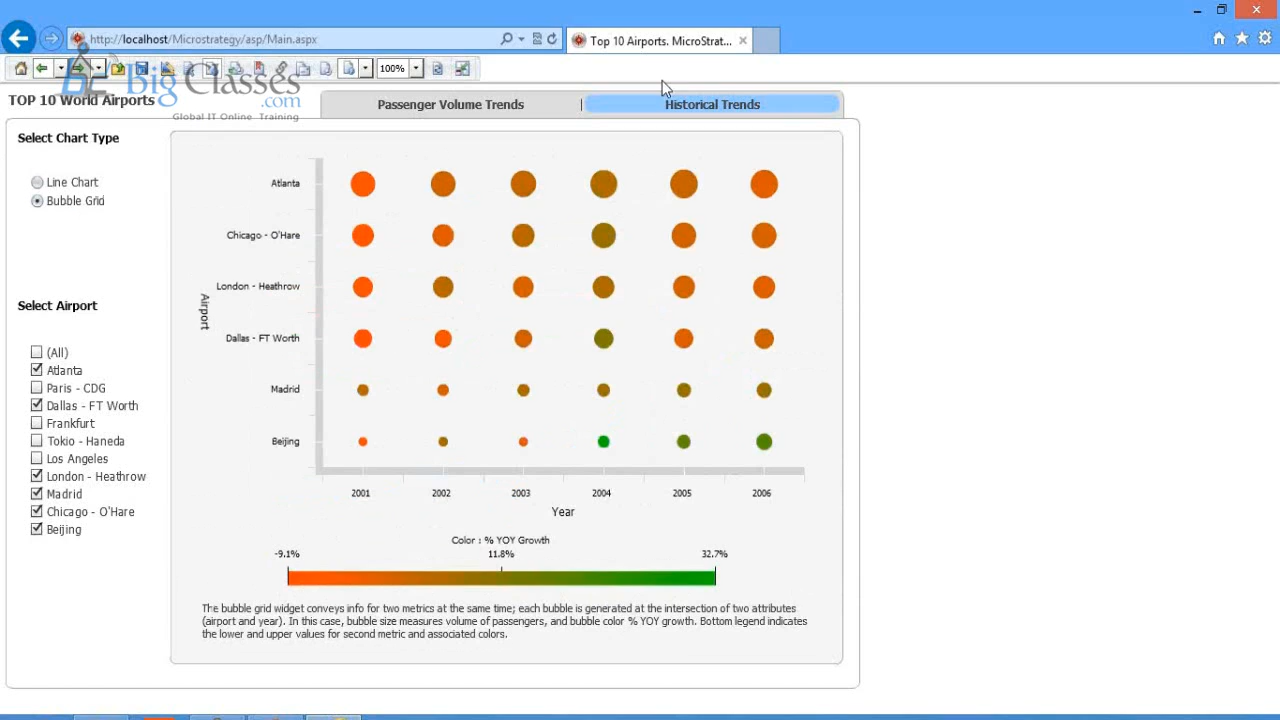 http://localhost/Microstrategy/asp/Main.aspx
Top 10 Airports. MicroStrat...
100%
BigClasses
.com
Global IT Online Training
TOP 10 World Airports
Passenger Volume Trends
Historical Trends
Select Chart Type
Line Chart
Bubble Grid
Select Airport
(All)
Atlanta
Paris - CDG
Dallas - FT Worth
Frankfurt
Tokio - Haneda
Los Angeles
London - Heathrow
Madrid
Chicago - O'Hare
Beijing
Airport
Atlanta
Chicago - O'Hare
London - Heathrow
Dallas - FT Worth
Madrid
Beijing
2001 2002 2003 2004 2005 2006
Year
Color : % YOY Growth
-9.1% 11.8% 32.7%
The bubble grid widget conveys info for two metrics at the same time; each bubble is generated at the intersection of two attributes
(airport and year). In this case, bubble size measures volume of passengers, and bubble color % YOY growth. Bottom legend indicates
the lower and upper values for second metric and associated colors.